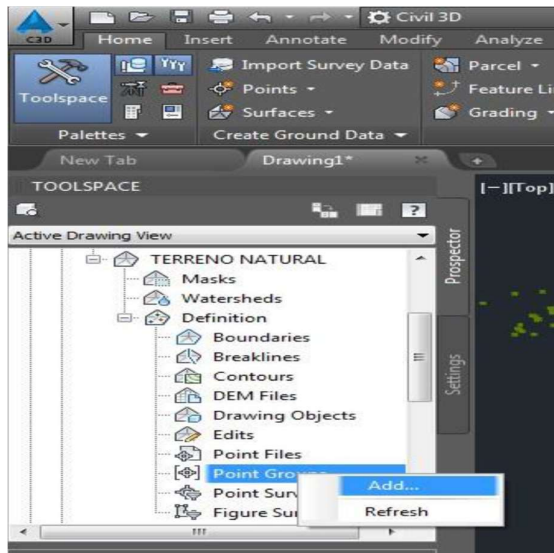 C3D
Civil 3D
Home Insert Annotate Modify Analyze
Toolspace
Import Survey Data
Points
Surfaces
Parcel
Feature Li
Grading
Palettes
Create Ground Data
New Tab
Drawing1*
TOOLSPACE
[-][Top]
?
Active Drawing View
Prospector
Settings
TERRENO NATURAL
Masks
Watersheds
Definition
Boundaries
Breaklines
Contours
DEM Files
Drawing Objects
Edits
Point Files
Point Groups
Add...
Point Sur
Refresh
Figure Su